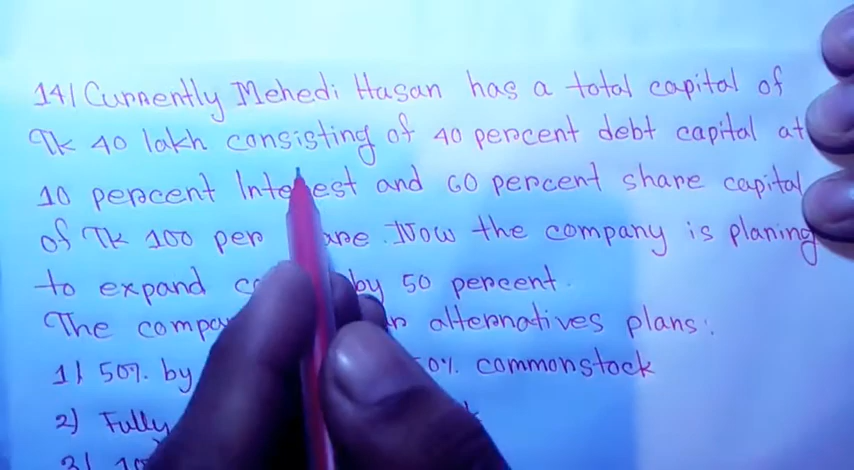 14/ Currently Mehedi Hasan has a total capital of
Tk 40 lakh consisting of 40 percent debt capital at
10 percent Interest and 60 percent share capital
of Tk 100 per are. Now the company is planing
to expand by 50 percent.
The alternatives plans:
1) 50% by 50% commonstock
2) Fully
3)